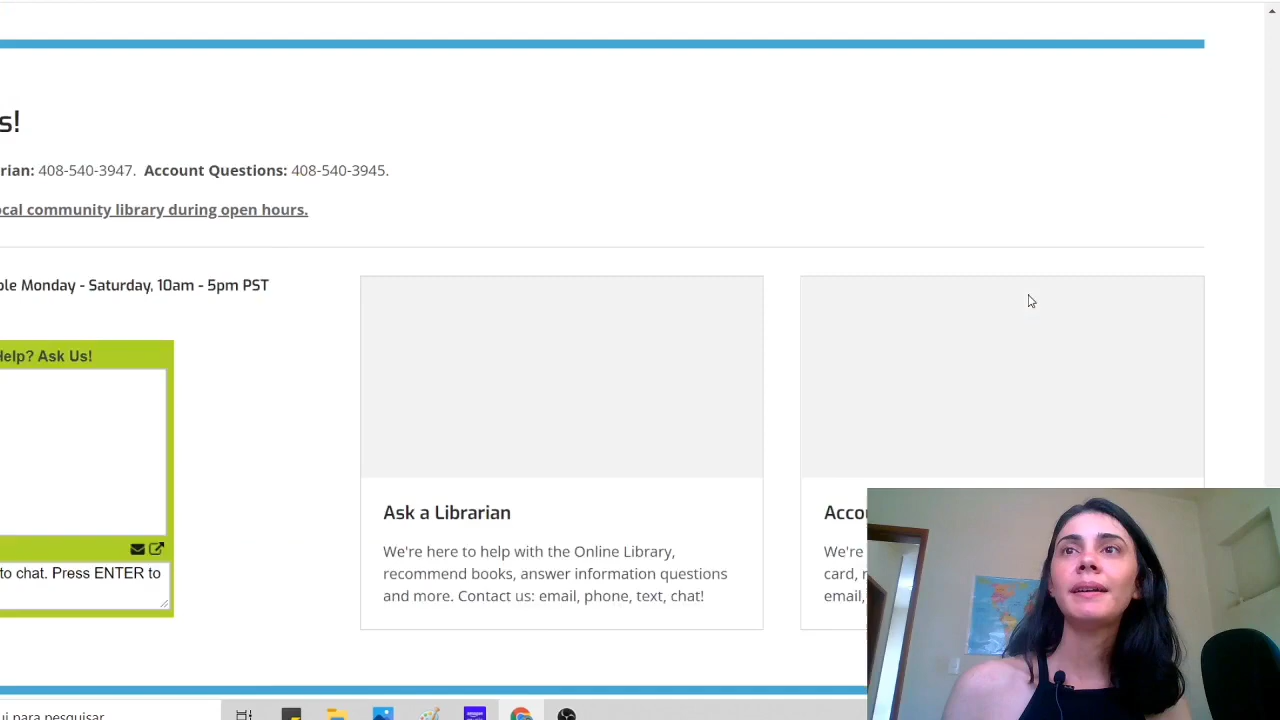 s!
rian: 408-540-3947. Account Questions: 408-540-3945.
ocal community library during open hours.
ble Monday - Saturday, 10am - 5pm PST
Help? Ask Us!
to chat. Press ENTER to
Ask a Librarian
We're here to help with the Online Library,
recommend books, answer information questions
and more. Contact us: email, phone, text, chat!
Acco
We're
card, r
email,
ui para pesquisar